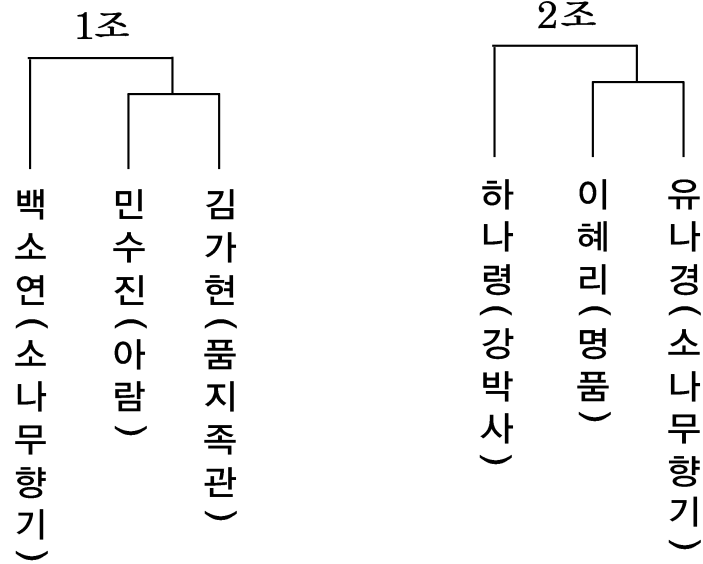 1조
백소연(소나무향기)
민수진(아람)
김가현(품지족관)
2조
하나령(강박사)
이혜리(명품)
유나경(소나무향기)